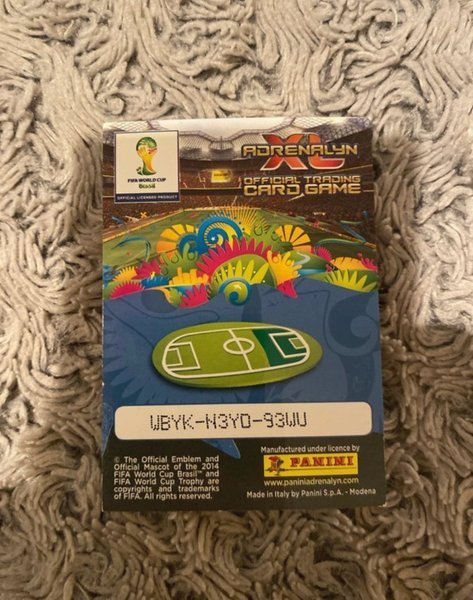 FIFA WORLD CUP
Brasil
OFFICIAL LICENSED PRODUCT
ADRENALYN
XL
OFFICIAL TRADING
CARD GAME
WBYK-N3YD-93WU
© The Official Emblem and
Official Mascot of the 2014
FIFA World Cup Brasil™ and
FIFA World Cup Trophy are
copyrights and trademarks
of FIFA. All rights reserved.
Manufactured under licence by
PANINI
www.paniniadrenalyn.com
Made in Italy by Panini S.p.A. - Modena